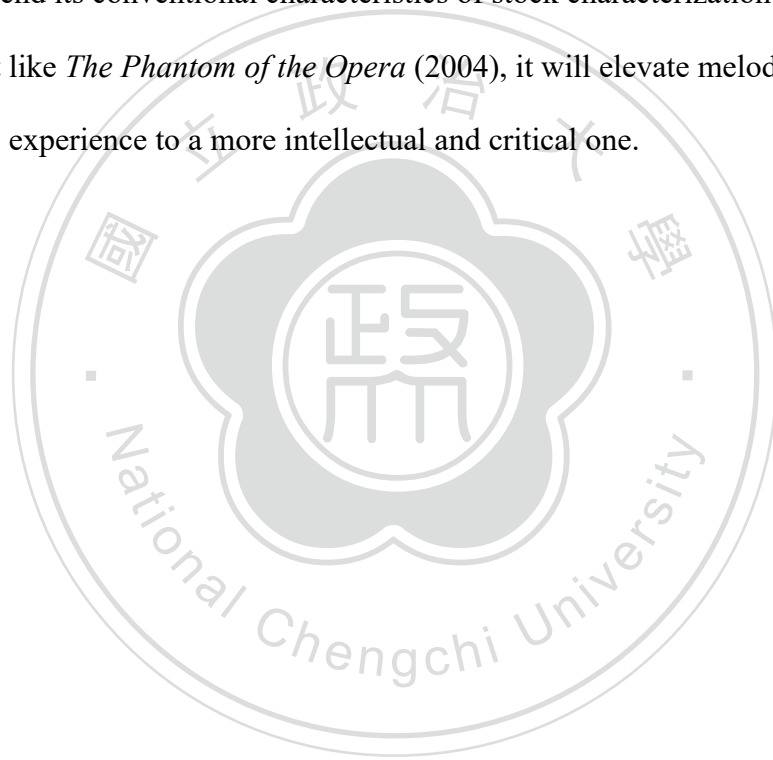 end its conventional characteristics of stock characterization
like The Phantom of the Opera (2004), it will elevate melod
experience to a more intellectual and critical one.
國立政治大學
政大
National Chengchi University